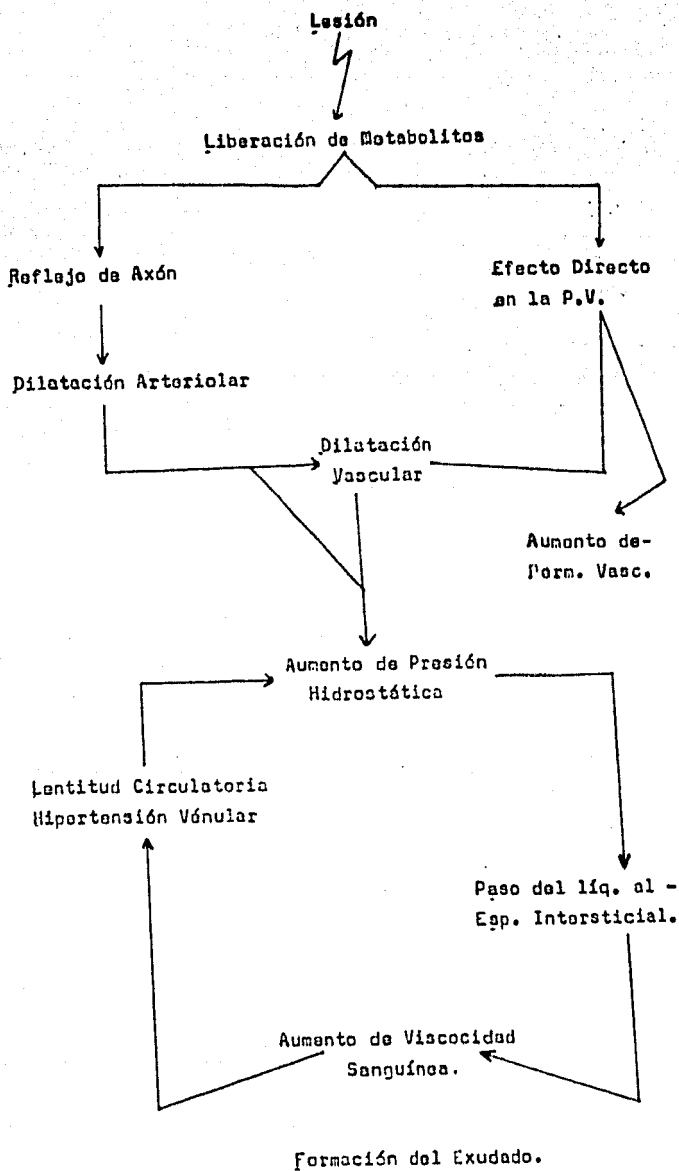 Lesión
Liberación de Metabolitos
Reflejo de Axón
Efecto Directo
en la P.V.
Dilatación Arteriolar
Dilatación
Vascular
Aumento de-
Perm. Vasc.
Aumento de Presión
Hidrostática
Lentitud Circulatoria
Hipertensión Vénular
Paso del líq. al -
Esp. Intersticial.
Aumento de Viscocidad
Sanguínea.
Formación del Exudado.